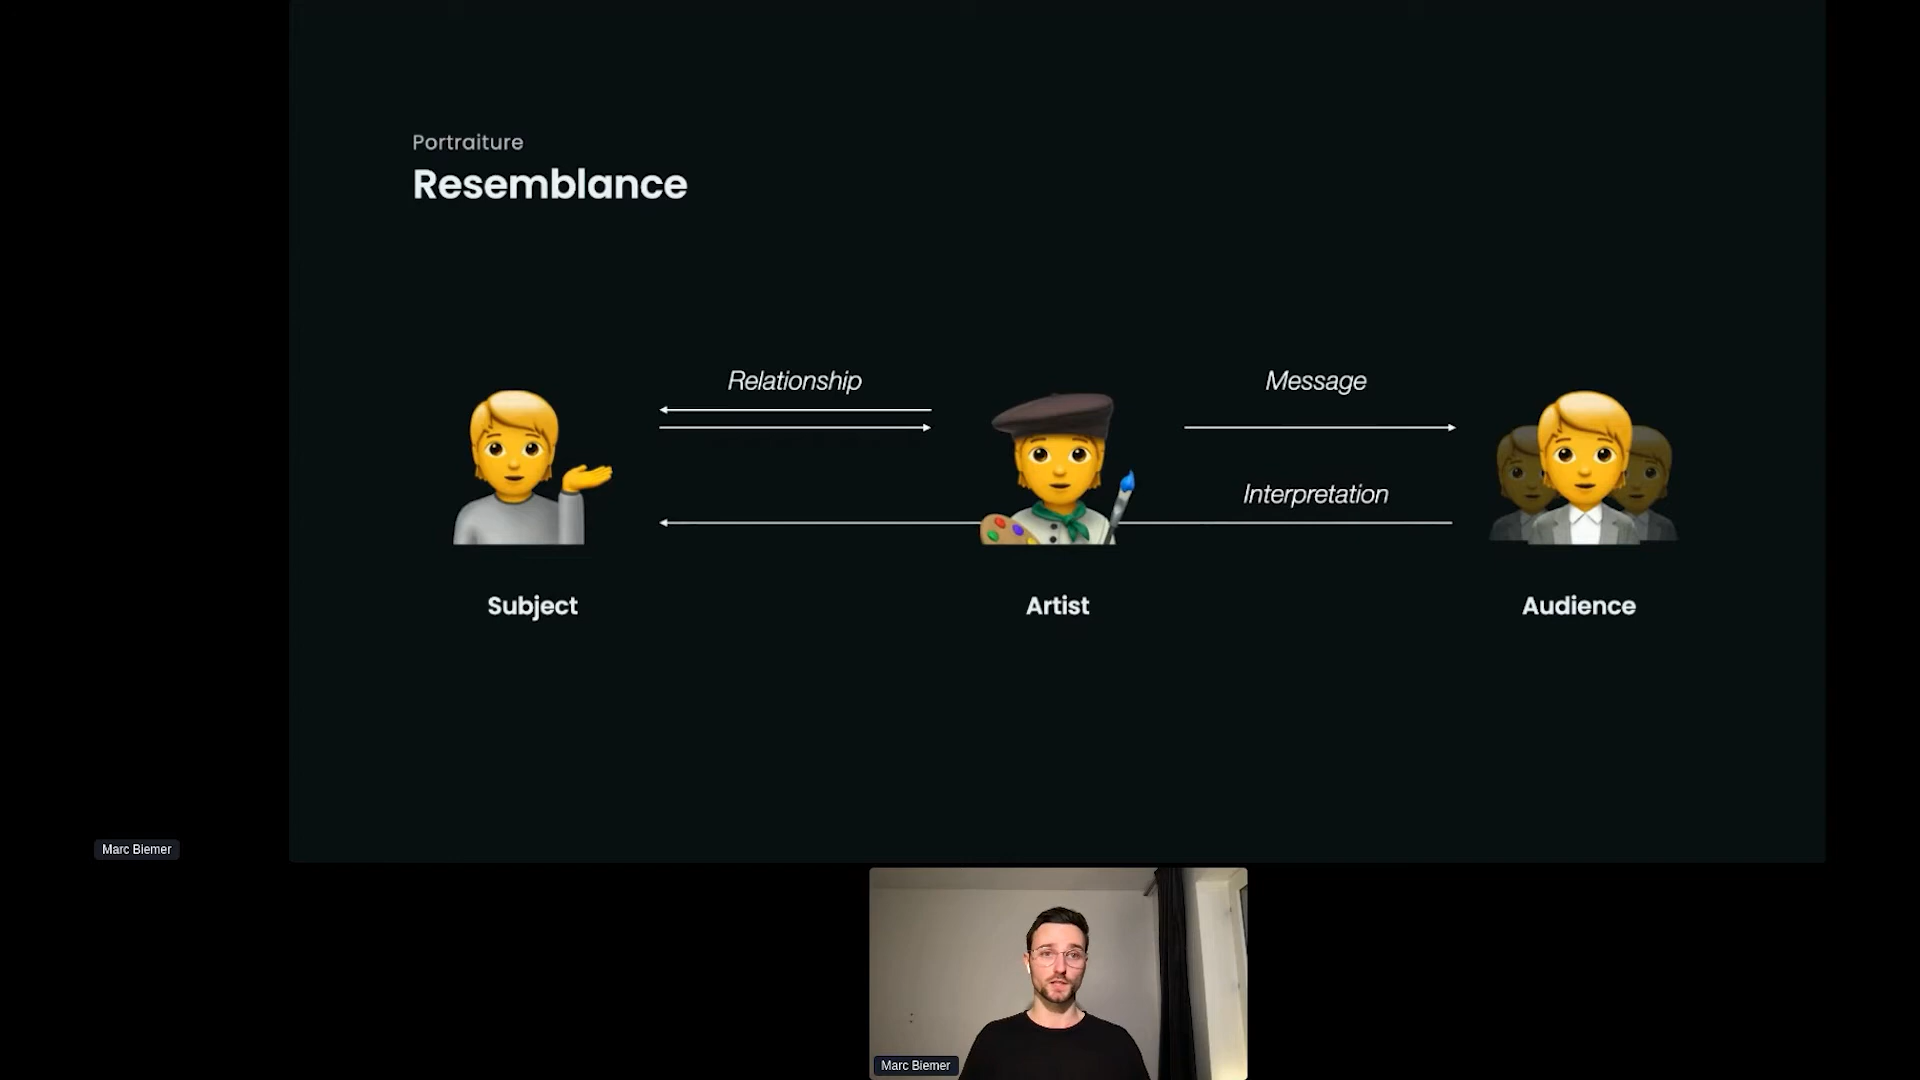 Portraiture
Resemblance
Relationship
Message
Interpretation
Subject
Artist
Audience
Marc Biemer
Marc Biemer